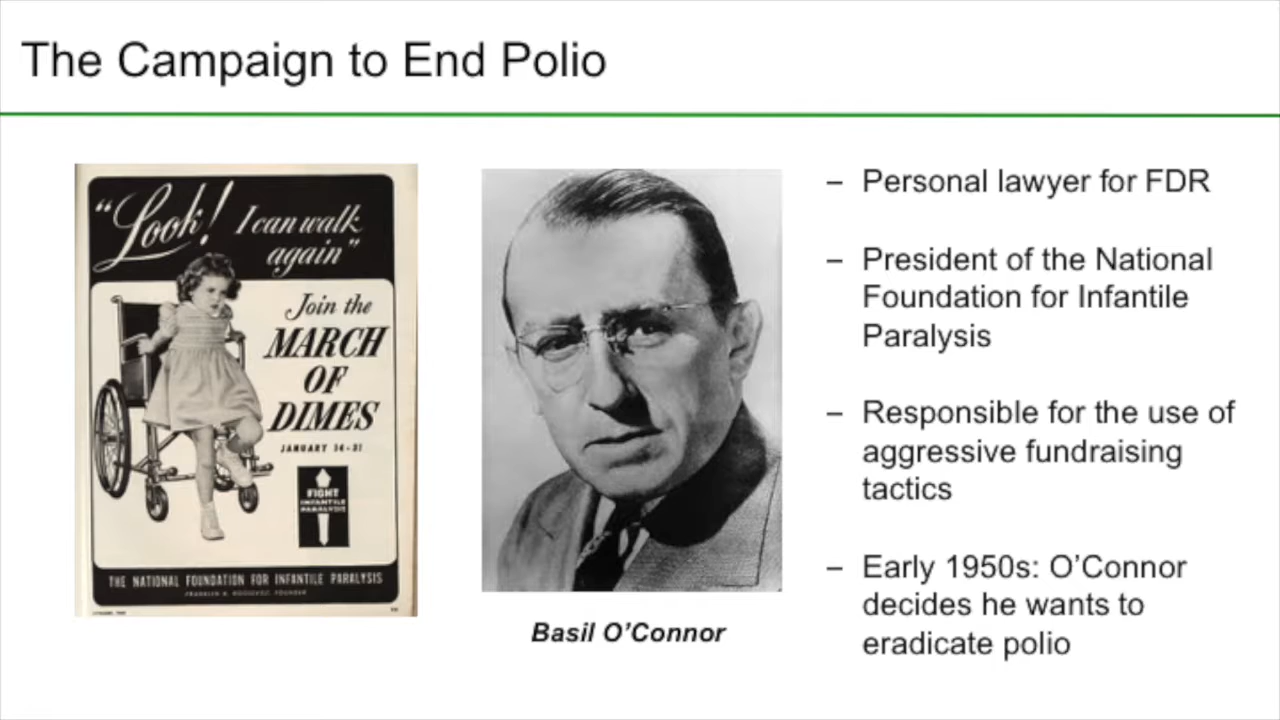 The Campaign to End Polio
“Look! I can walk
again”
Join the
MARCH
OF
DIMES
JANUARY 14-31
FIGHT
INFANTILE
PARALYSIS
THE NATIONAL FOUNDATION FOR INFANTILE PARALYSIS
FRANKLIN D. ROOSEVELT, FOUNDER
Basil O’Connor
– Personal lawyer for FDR
– President of the National
Foundation for Infantile
Paralysis
– Responsible for the use of
aggressive fundraising
tactics
– Early 1950s: O’Connor
decides he wants to
eradicate polio